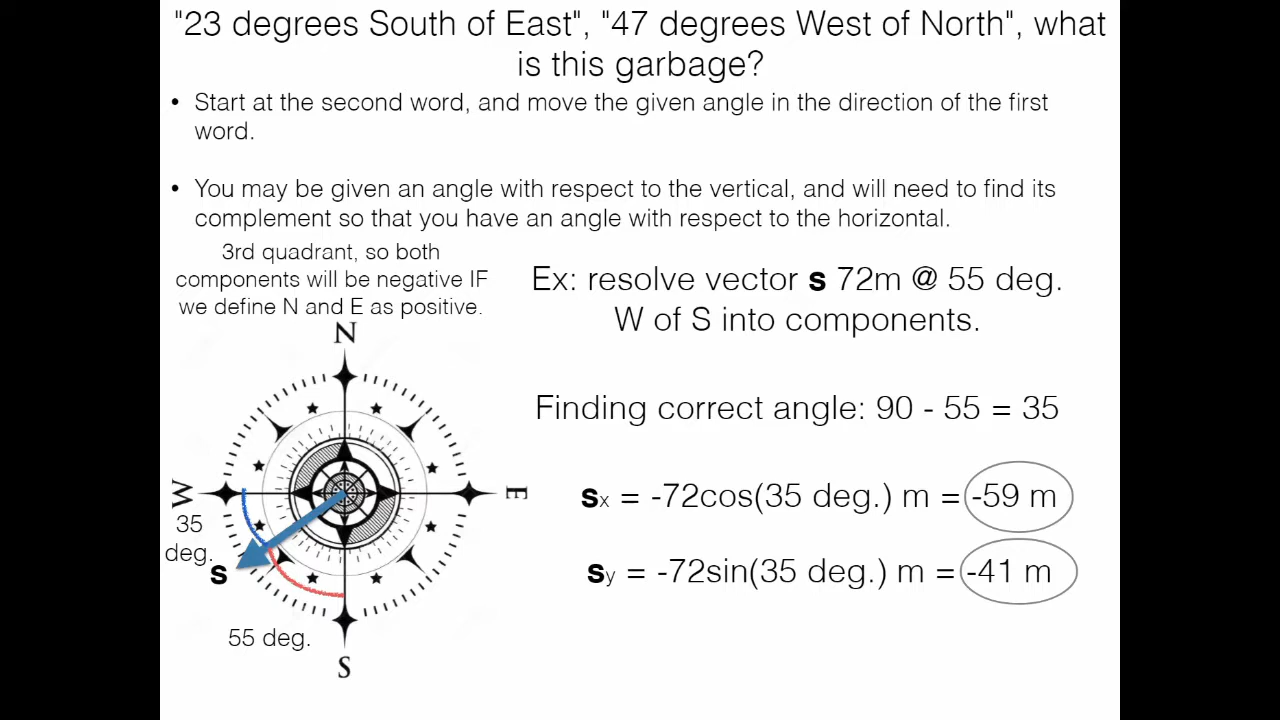 "23 degrees South of East", "47 degrees West of North", what
is this garbage?
• Start at the second word, and move the given angle in the direction of the first
word.
• You may be given an angle with respect to the vertical, and will need to find its
complement so that you have an angle with respect to the horizontal.
3rd quadrant, so both
components will be negative IF
we define N and E as positive.
Ex: resolve vector s 72m @ 55 deg.
W of S into components.
N
W
E
S
35
deg.
s
55 deg.
Finding correct angle: 90 - 55 = 35
sx = -72cos(35 deg.) m = -59 m
sy = -72sin(35 deg.) m = -41 m